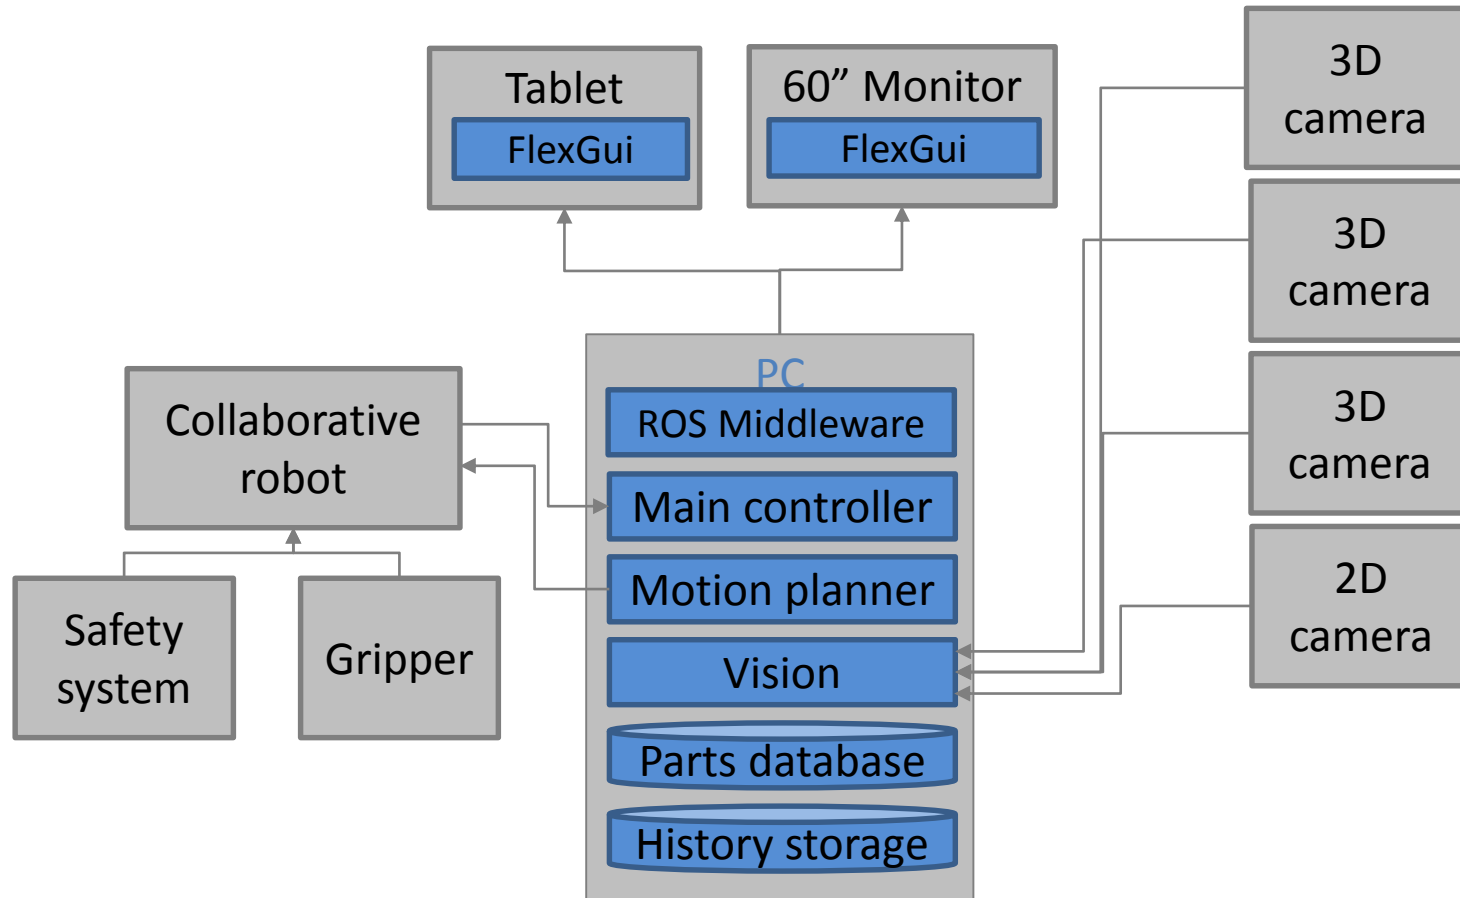 Tablet
FlexGui
60” Monitor
FlexGui
3D
camera
3D
camera
3D
camera
2D
camera
PC
ROS Middleware
Main controller
Motion planner
Vision
Parts database
History storage
Collaborative
robot
Safety
system
Gripper